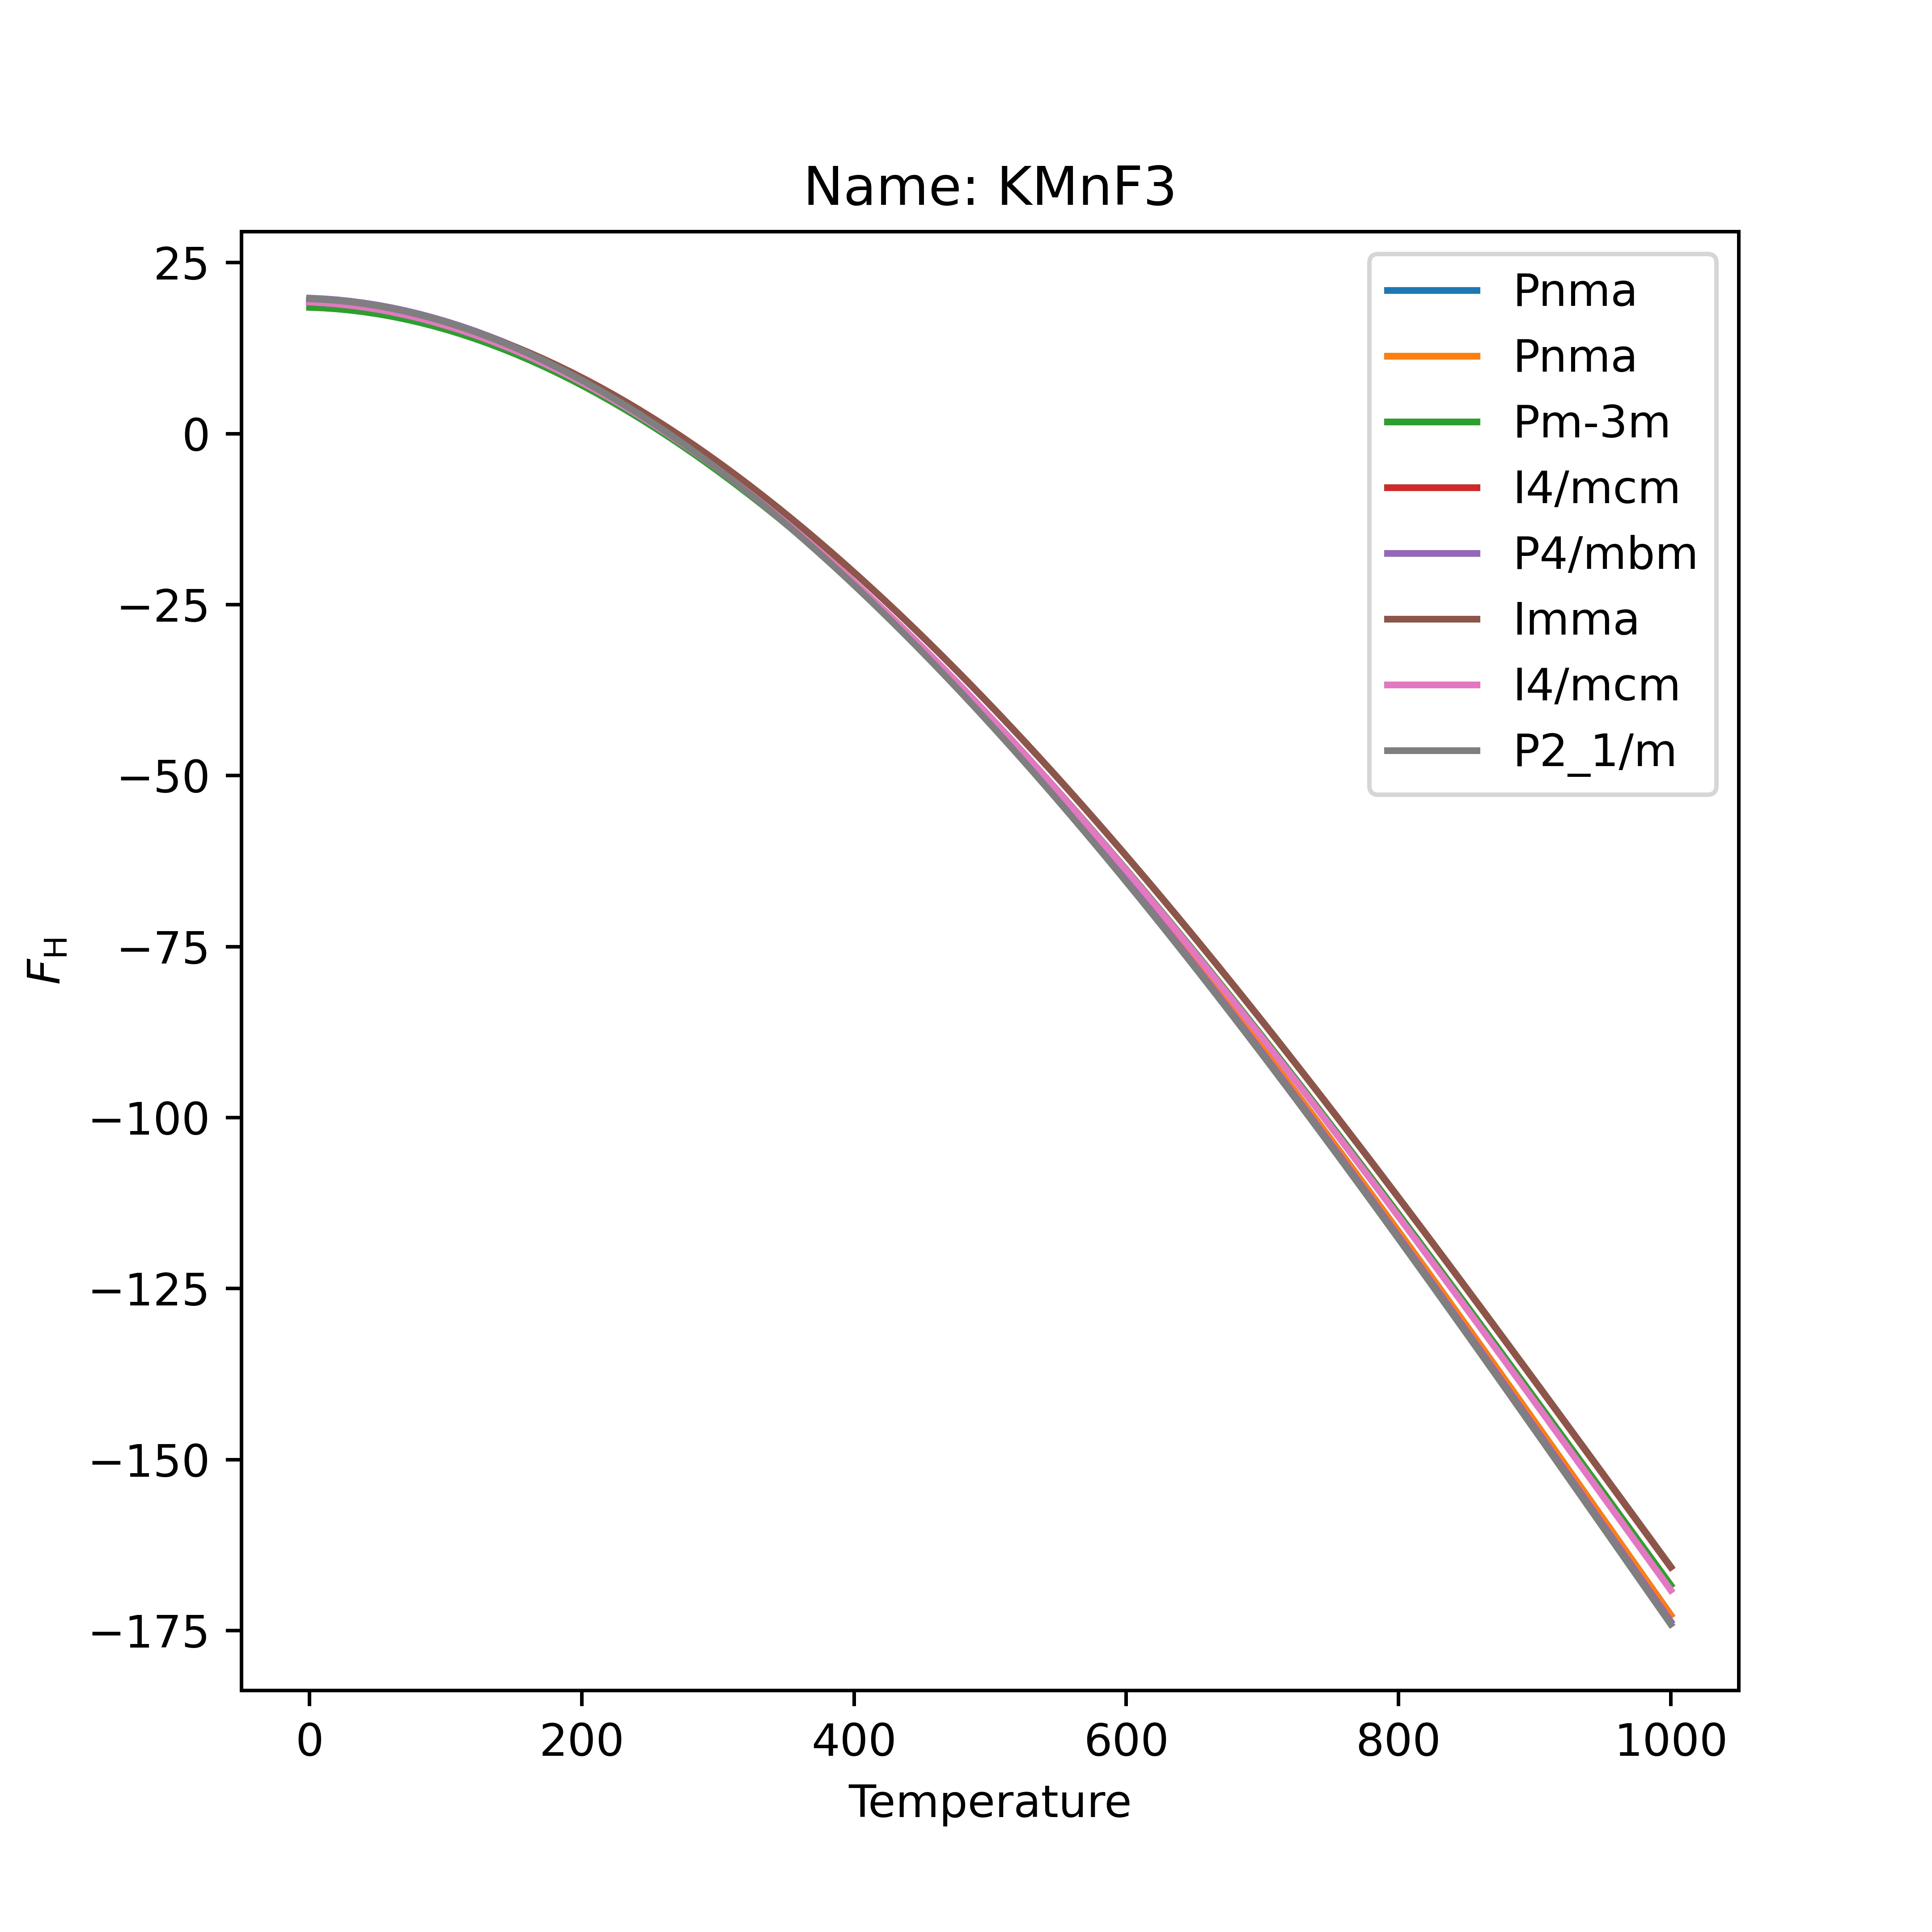 Name: KMnF3
25
0
−25
−50
−75
−100
−125
−150
−175
F_H
Pnma
Pnma
Pm-3m
I4/mcm
P4/mbm
Imma
I4/mcm
P2_1/m
0 200 400 600 800 1000
Temperature